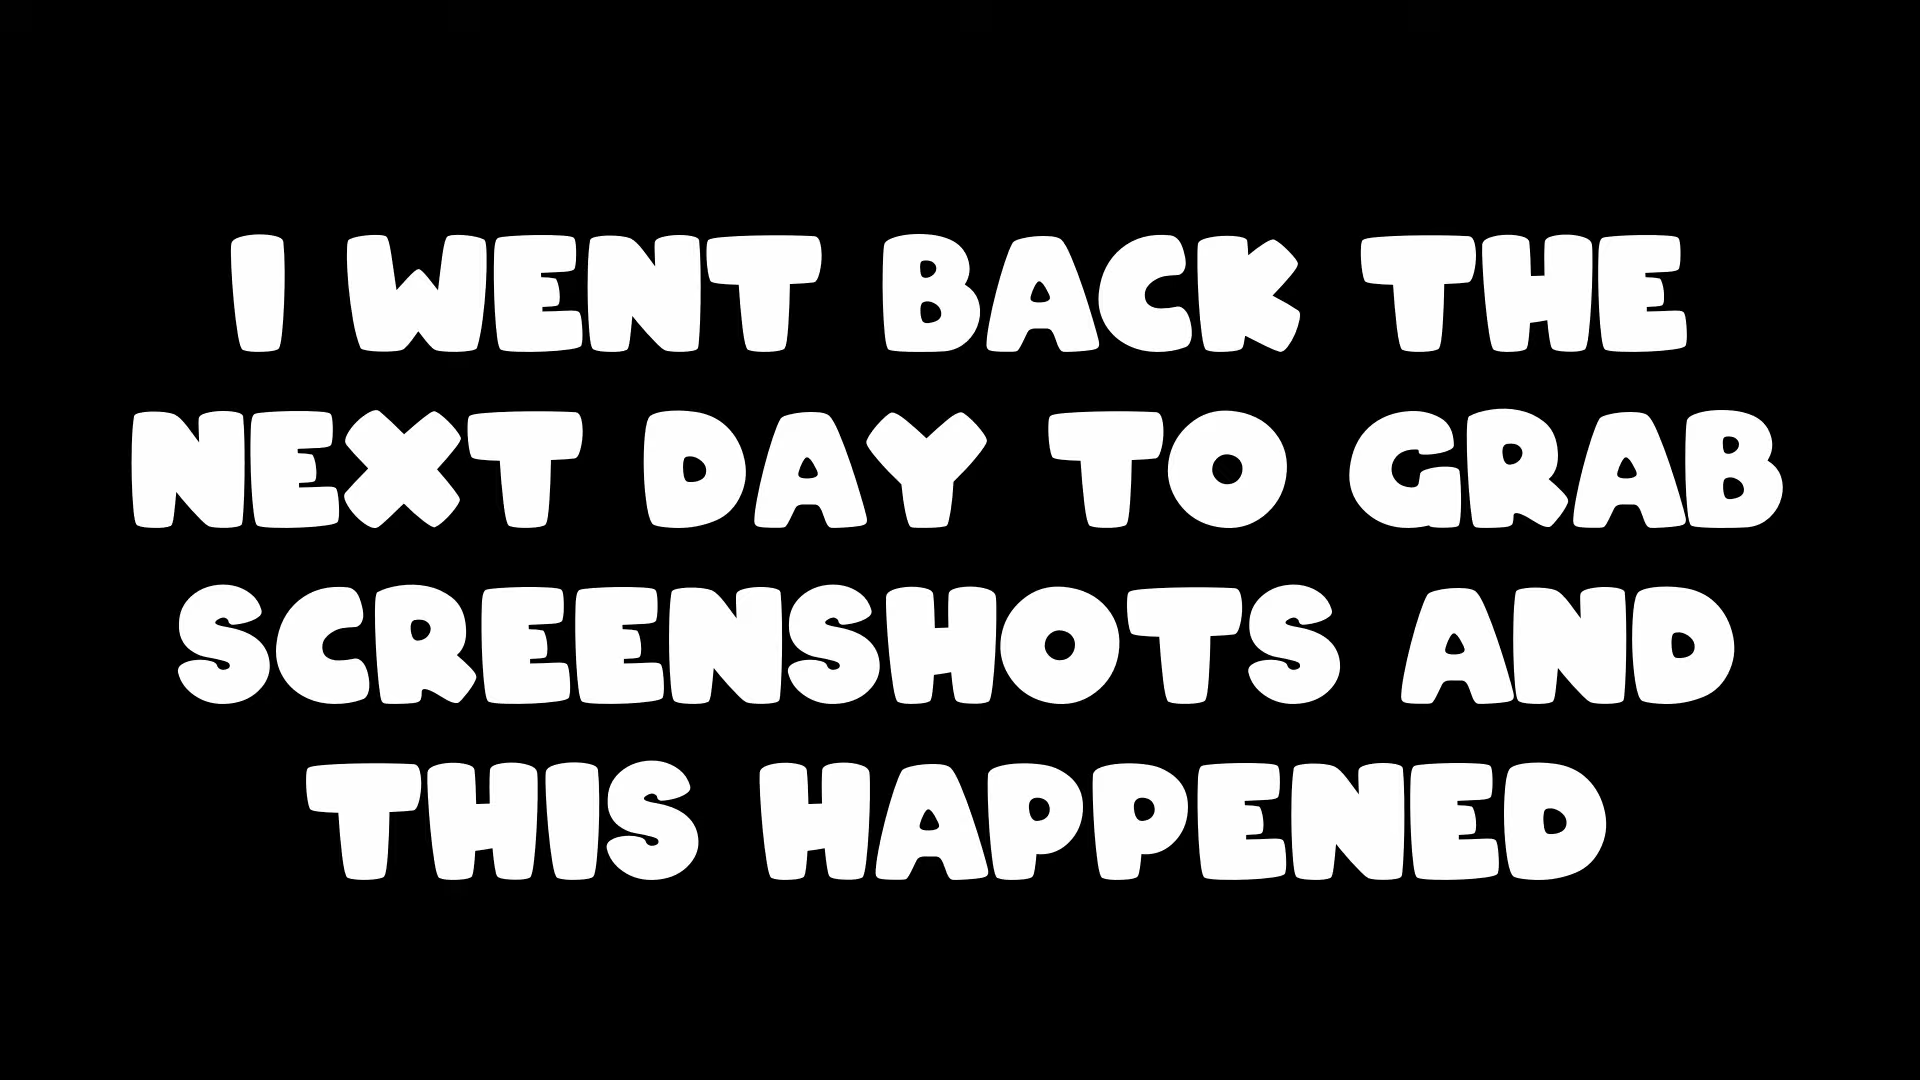 I WENT BACK THE
NEXT DAY TO GRAB
SCREENSHOTS AND
THIS HAPPENED